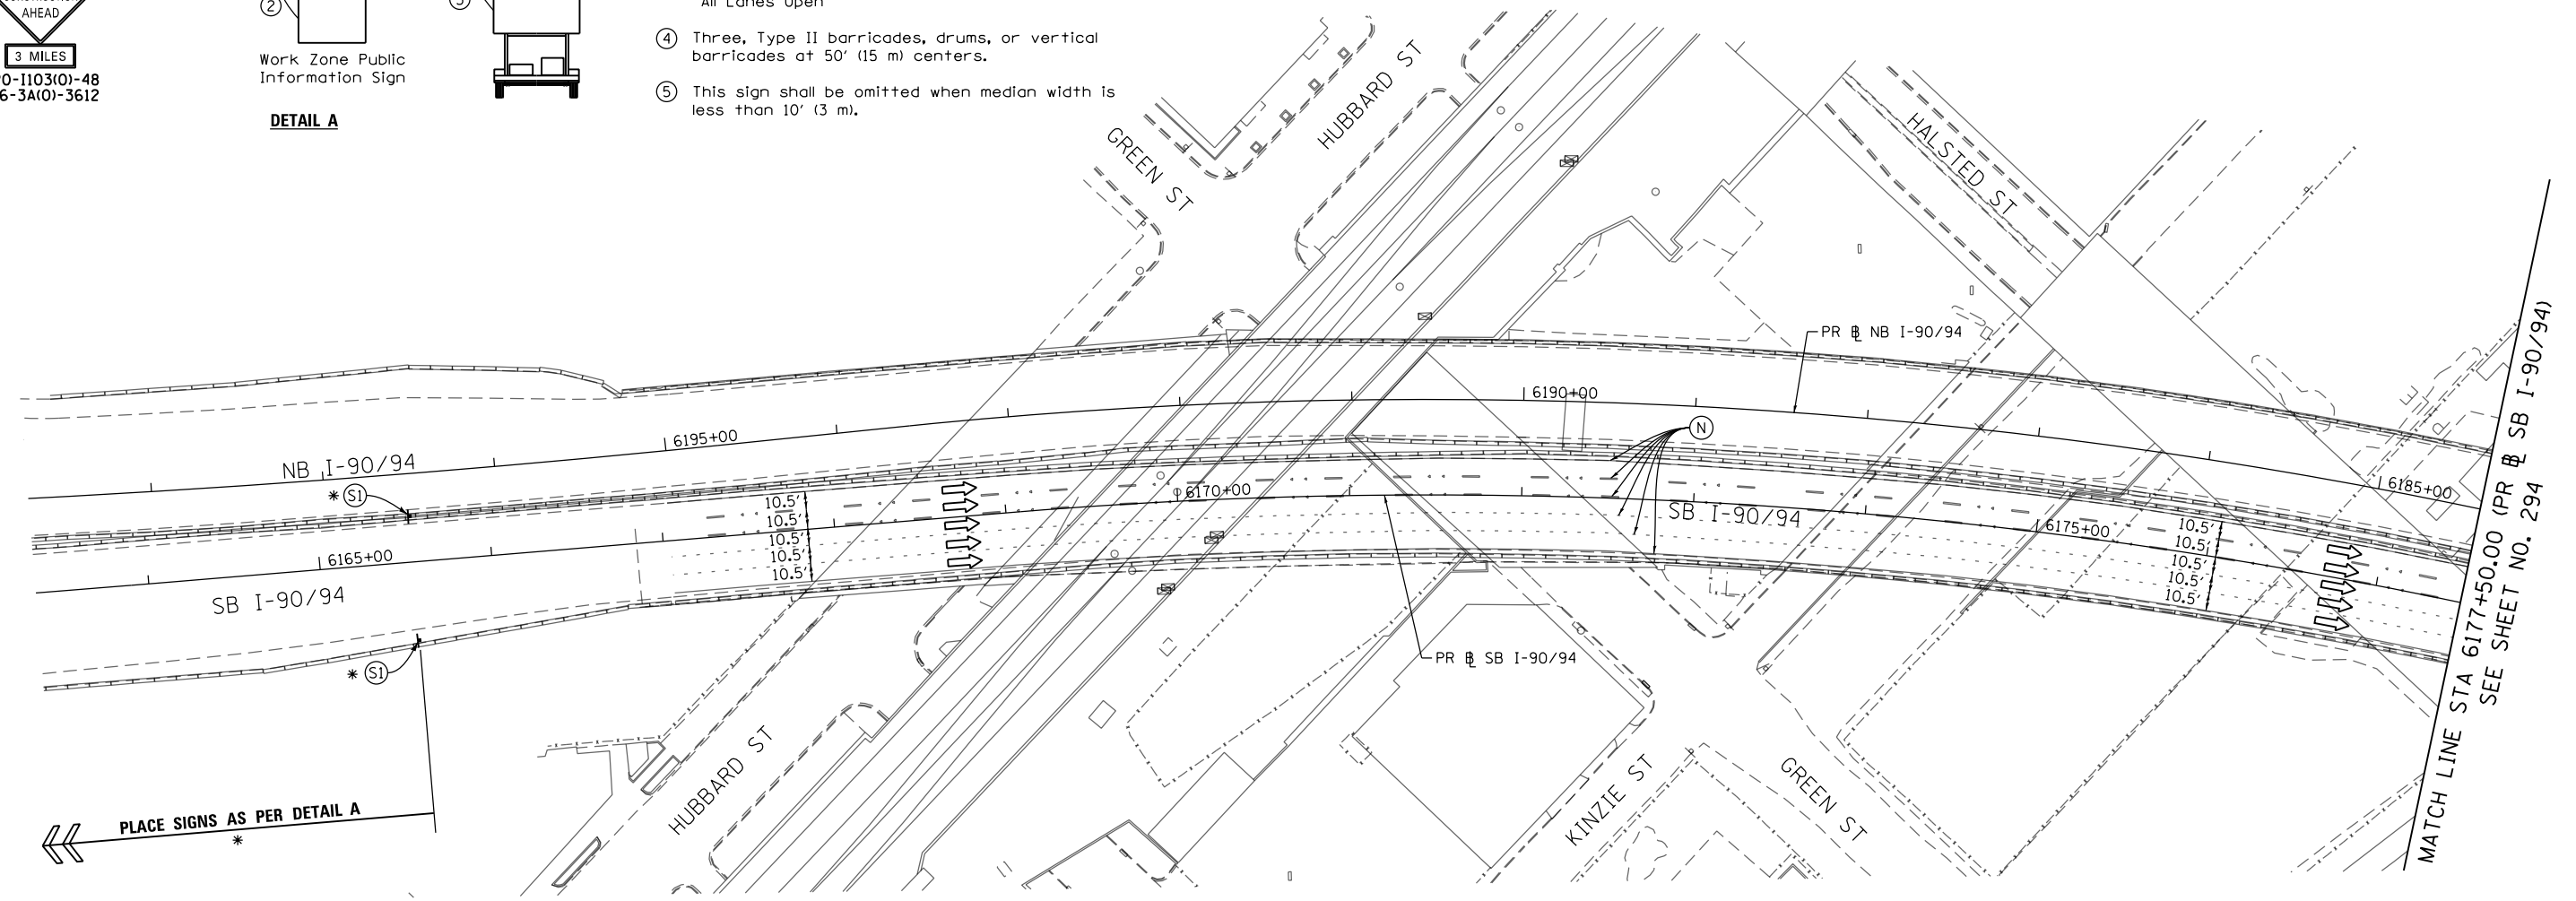 AHEAD
3 MILES
6-3A(0)-3612
2
Work Zone Public
Information Sign
DETAIL A
All Lanes Open
4 Three, Type II barricades, drums, or vertical
barricades at 50' (15 m) centers.
5 This sign shall be omitted when median width is
less than 10' (3 m).
GREEN ST
HUBBARD ST
HALSTED ST
PR BL NB I-90/94
6190+00
6195+00
N
NB I-90/94
* S1
6185+00
10.5'
10.5'
10.5'
10.5'
10.5'
6170+00
SB I-90/94
6175+00
10.5'
10.5'
10.5'
10.5'
10.5'
6165+00
SB I-90/94
* S1
PR BL SB I-90/94
HUBBARD ST
KINZIE ST
GREEN ST
PLACE SIGNS AS PER DETAIL A
*
MATCH LINE STA 6177+50.00 (PR BL SB I-90/94)
SEE SHEET NO. 294